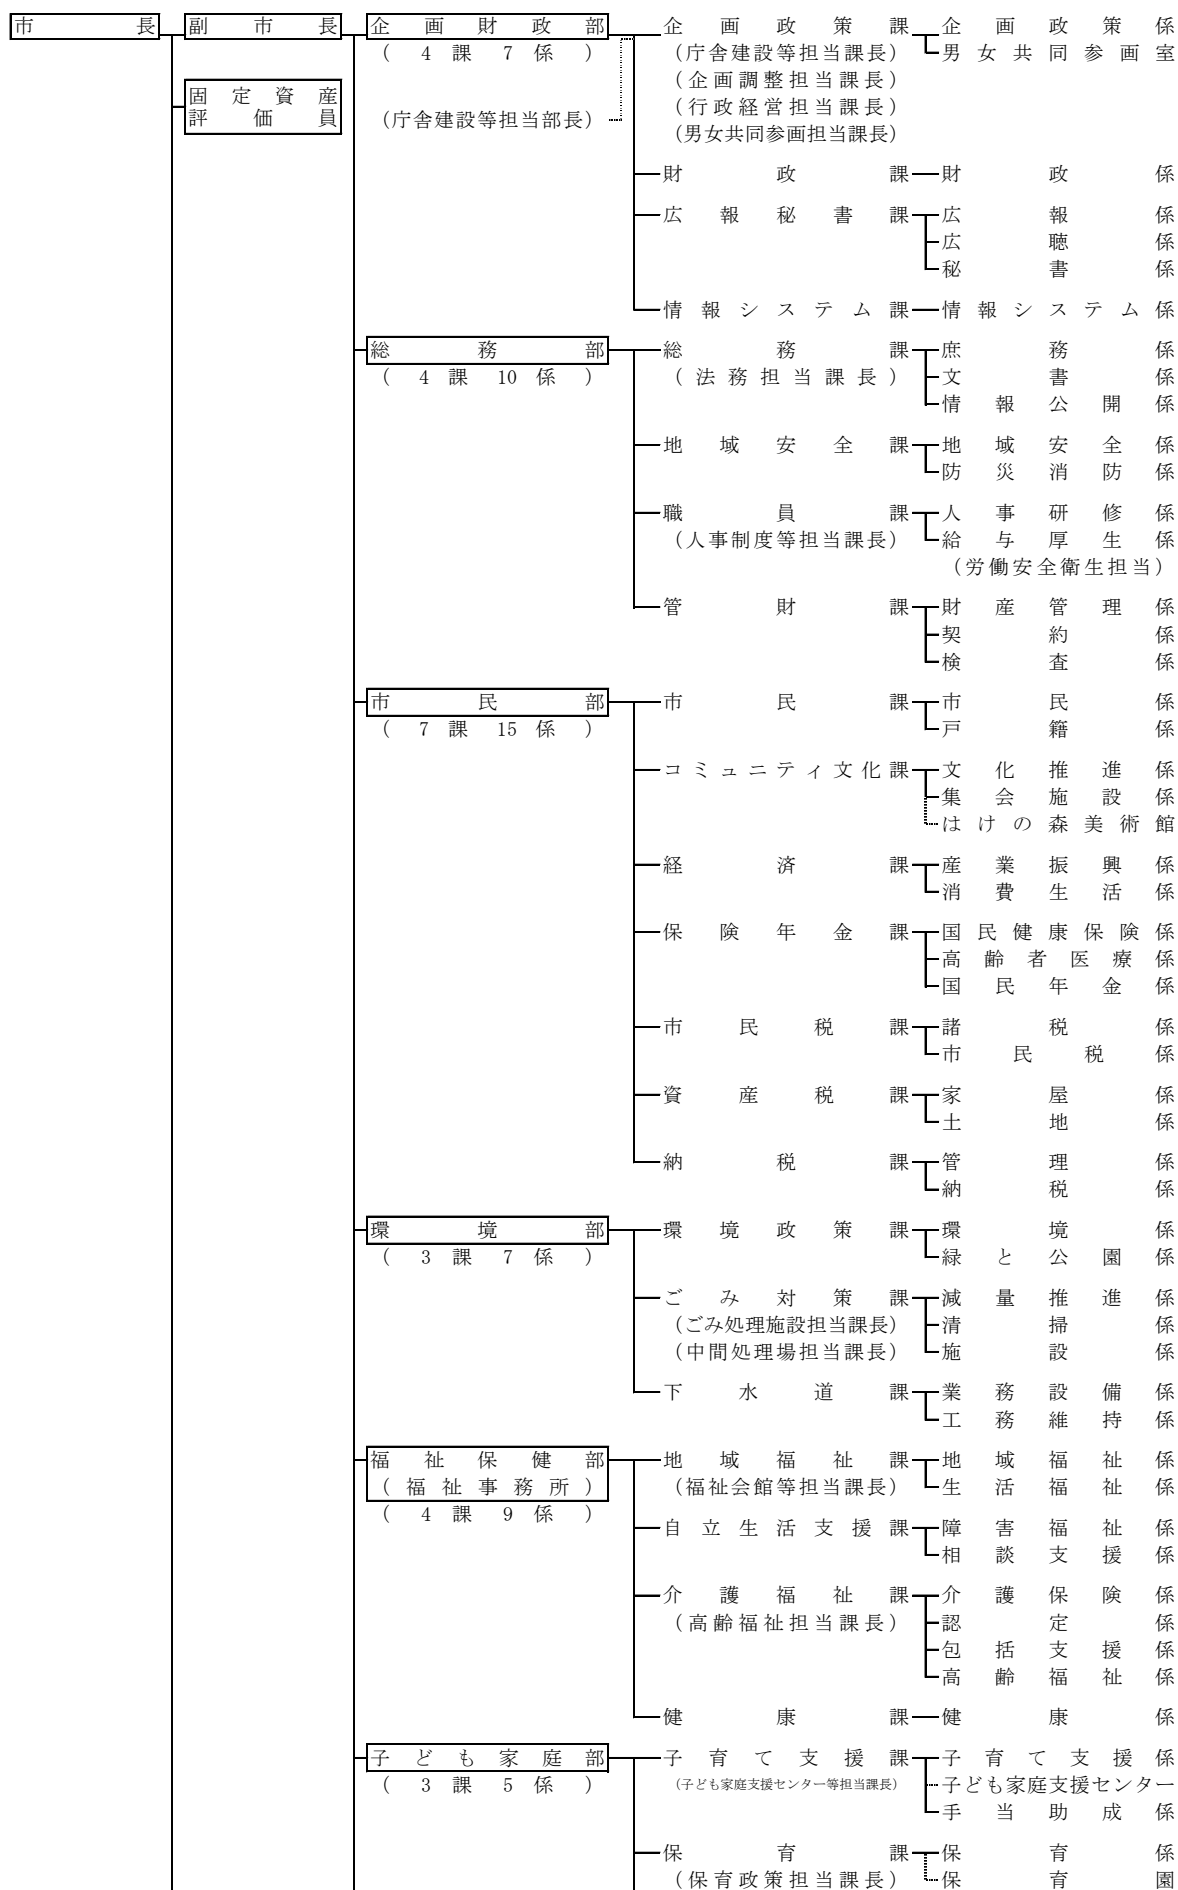 市長 副市長 企画財政部 企画政策課 企画政策係
(4課7係) (庁舎建設等担当課長) 男女共同参画室
(企画調整担当課長)
固定資産 (行政経営担当課長)
評価員 (庁舎建設等担当部長) (男女共同参画担当課長)
財政課 財政係
広報秘書課 広報係
広聴係
秘書係
情報システム課 情報システム係
総務部 総務課 庶務係
(4課10係) (法務担当課長) 文書係
情報公開係
地域安全課 地域安全係
防災消防係
職員課 人事研修係
(人事制度等担当課長) 給与厚生係
(労働安全衛生担当)
管財課 財産管理係
契約係
検査係
市民部 市民課 市民係
(7課15係) 戸籍係
コミュニティ文化課 文化推進係
集会施設係
はけの森美術館
経済課 産業振興係
消費生活係
保険年金課 国民健康保険係
高齢者医療係
国民年金係
市民税課 諸税係
市民税係
資産税課 家屋係
土地係
納税課 管理係
納税係
環境部 環境政策課 環境係
(3課7係) 緑と公園係
ごみ対策課 減量推進係
(ごみ処理施設担当課長) 清掃係
(中間処理場担当課長) 施設係
下水道課 業務設備係
工務維持係
福祉保健部 地域福祉課 地域福祉係
(福祉事務所) (福祉会館等担当課長) 生活福祉係
(4課9係)
自立生活支援課 障害福祉係
相談支援係
介護福祉課 介護保険係
(高齢福祉担当課長) 認定係
包括支援係
高齢福祉係
健康課 健康係
子ども家庭部 子育て支援課 子育て支援係
(3課5係) (子ども家庭支援センター等担当課長) 子ども家庭支援センター
手当助成係
保育課 保育係
(保育政策担当課長) 保育園